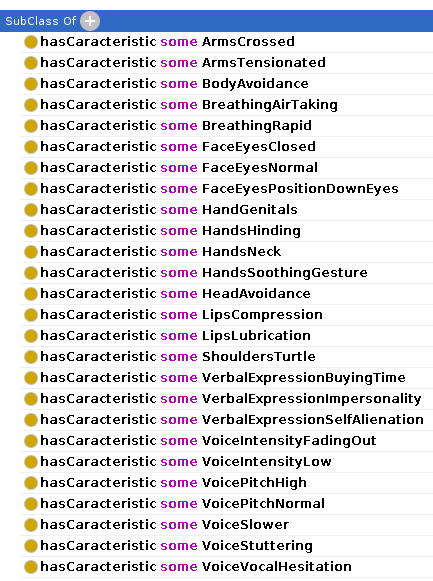 SubClass Of
hasCharacteristic some ArmsCrossed
hasCaracteristic some ArmsTensionated
hasCaracteristic some BodyAvoidance
hasCaracteristic some BreathingAirTaking
hasCaracteristic some BreathingRapid
hasCaracteristic some FaceEyesClosed
hasCaracteristic some FaceEyesNormal
hasCaracteristic some FaceEyesPositionDownEyes
hasCaracteristic some HandGenitals
hasCaracteristic some HandsHinding
hasCaracteristic some HandsNeck
hasCaracteristic some HandsSoothingGesture
hasCaracteristic some HeadAvoidance
hasCaracteristic some LipsCompression
hasCaracteristic some LipsLubrication
hasCaracteristic some ShouldersTurtle
hasCaracteristic some VerbalExpressionBuyingTime
hasCaracteristic some VerbalExpressionImpersonality
hasCaracteristic some VerbalExpressionSelfAlienation
hasCaracteristic some VoiceIntensityFadingOut
hasCaracteristic some VoiceIntensityLow
hasCaracteristic some VoicePitchHigh
hasCaracteristic some VoicePitchNormal
hasCaracteristic some VoiceSlower
hasCaracteristic some VoiceStuttering
hasCaracteristic some VoiceVocalHesitation